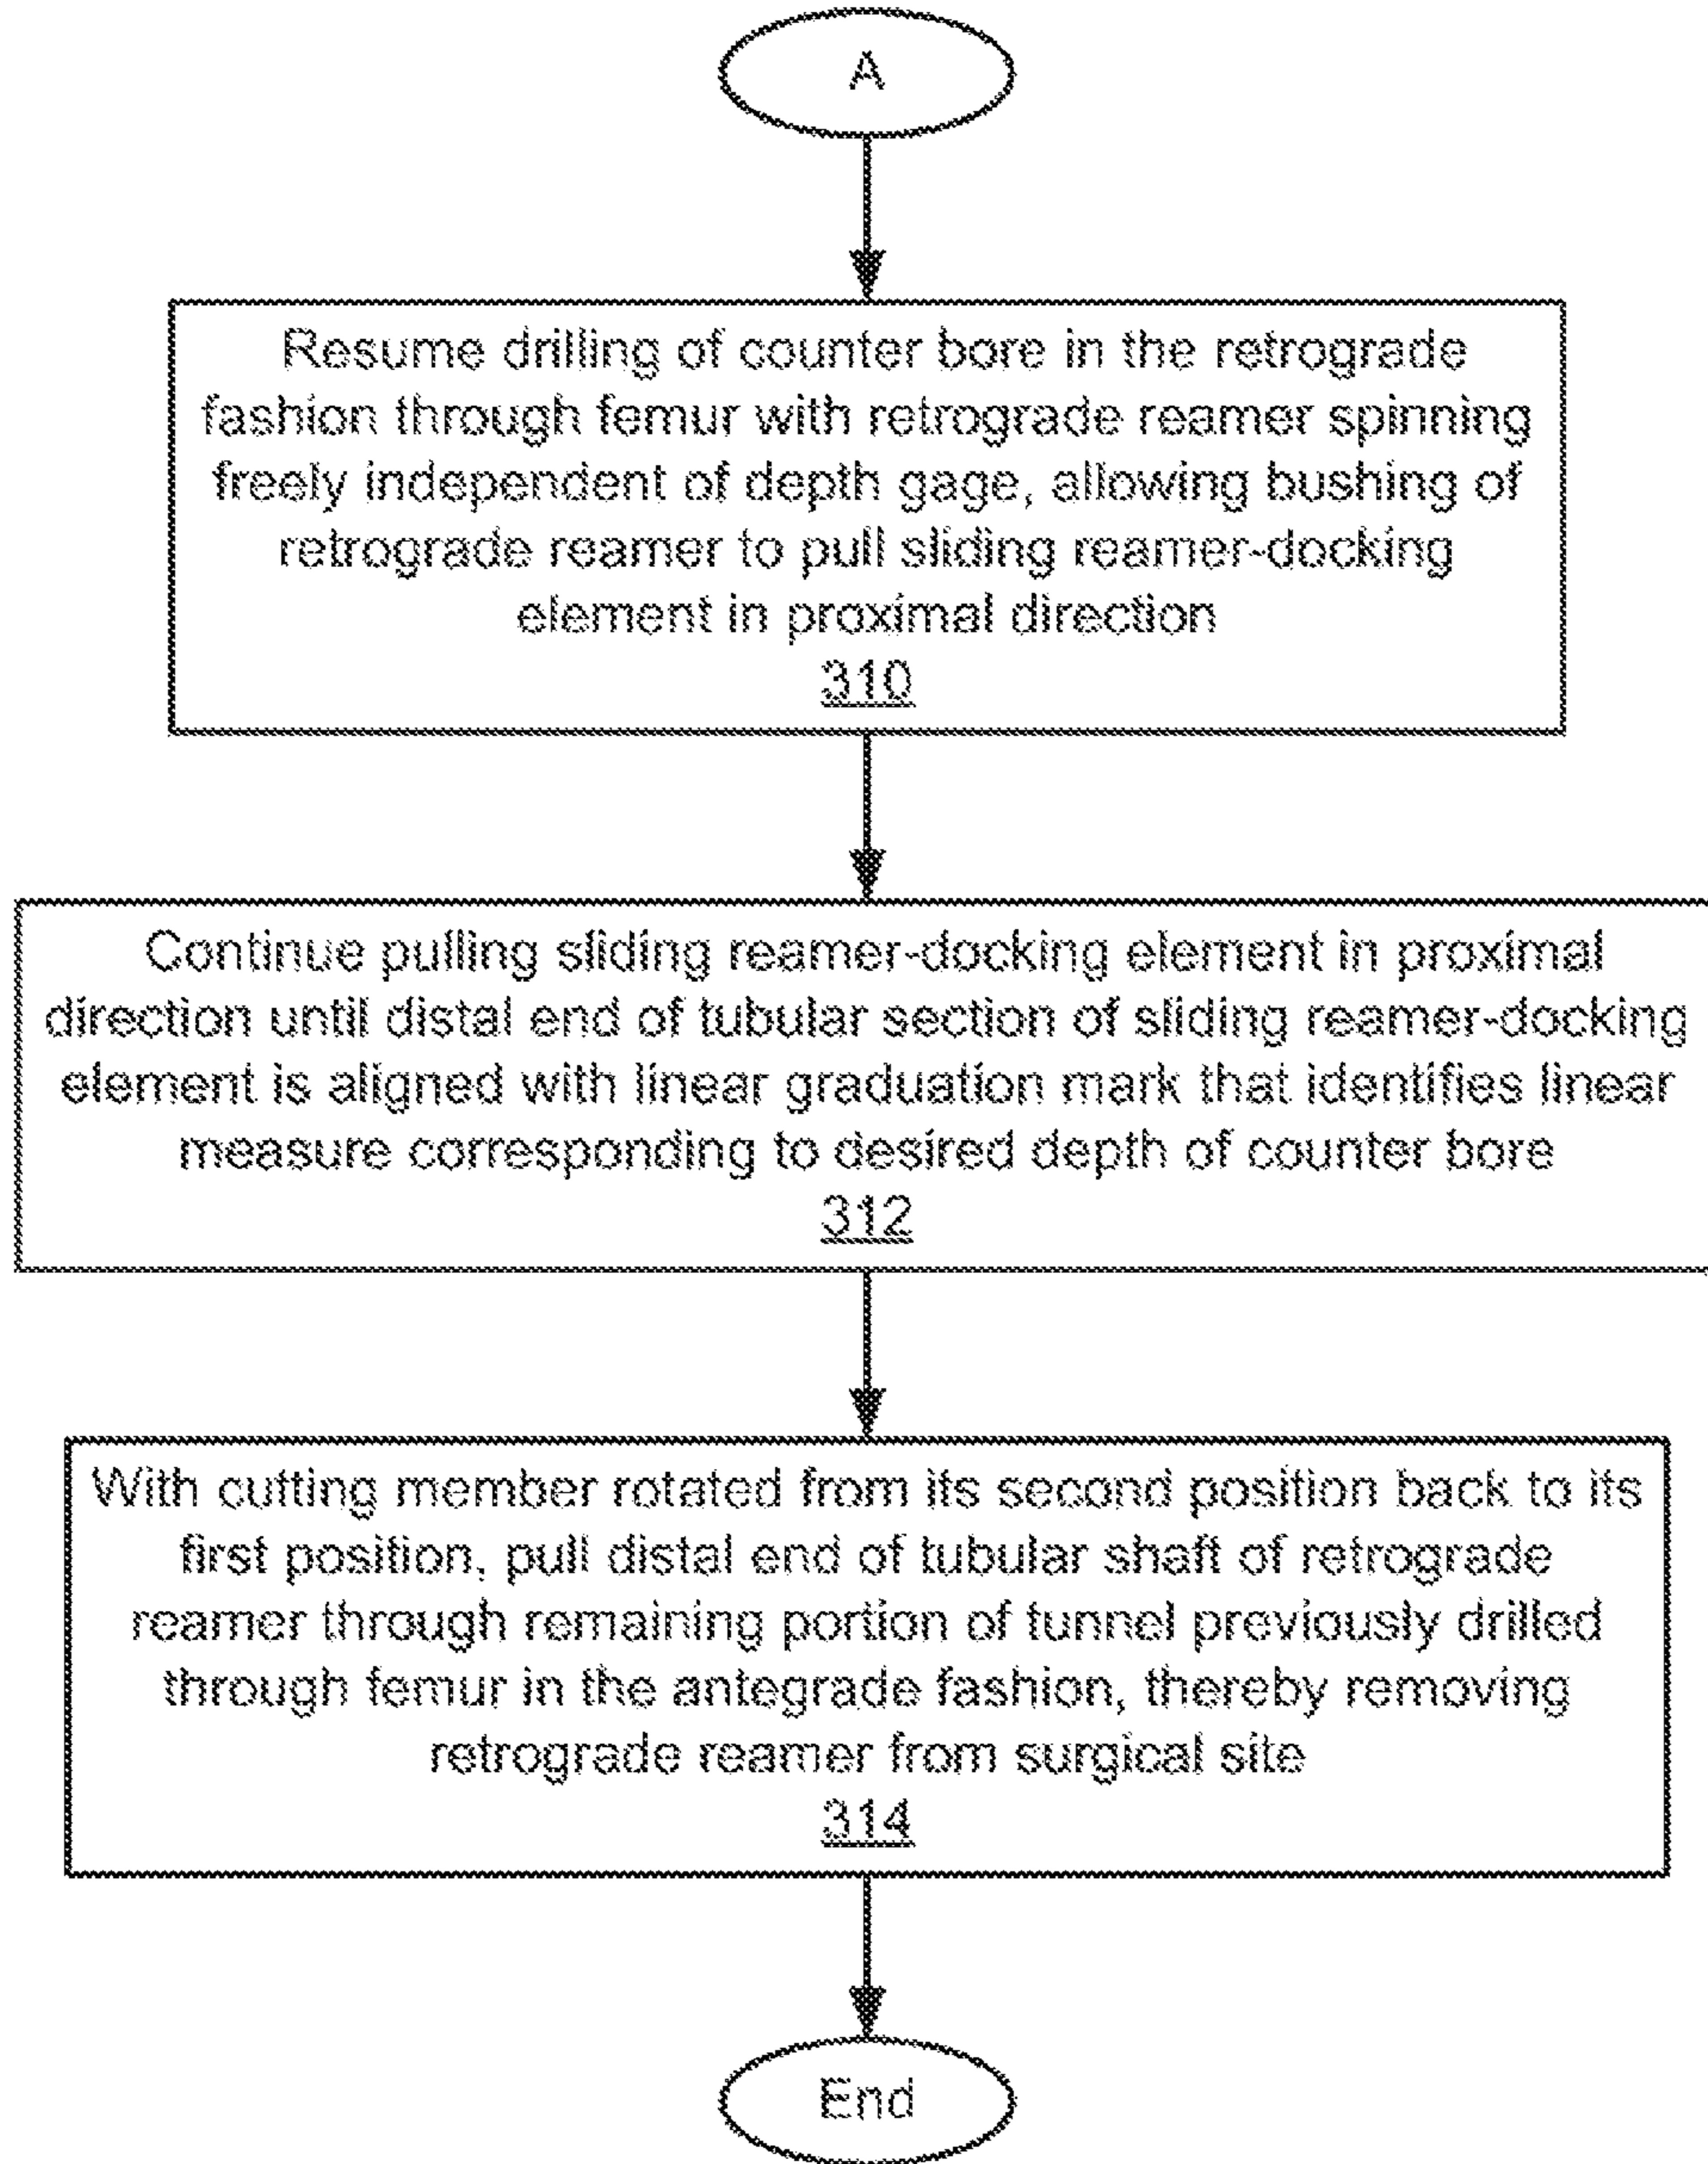 A
Resume drilling of counter bore in the retrograde
fashion through femur with retrograde reamer spinning
freely independent of depth gage, allowing bushing of
retrograde reamer to pull sliding reamer-docking
element in proximal direction
310
Continue pulling sliding reamer-docking element in proximal
direction until distal end of tubular section of sliding reamer-docking
element is aligned with linear graduation mark that identifies linear
measure corresponding to desired depth of counter bore
312
With cutting member rotated from its second position back to its
first position, pull distal end of tubular shaft of retrograde
reamer through remaining portion of tunnel previously drilled
through femur in the antegrade fashion, thereby removing
retrograde reamer from surgical site
314
End